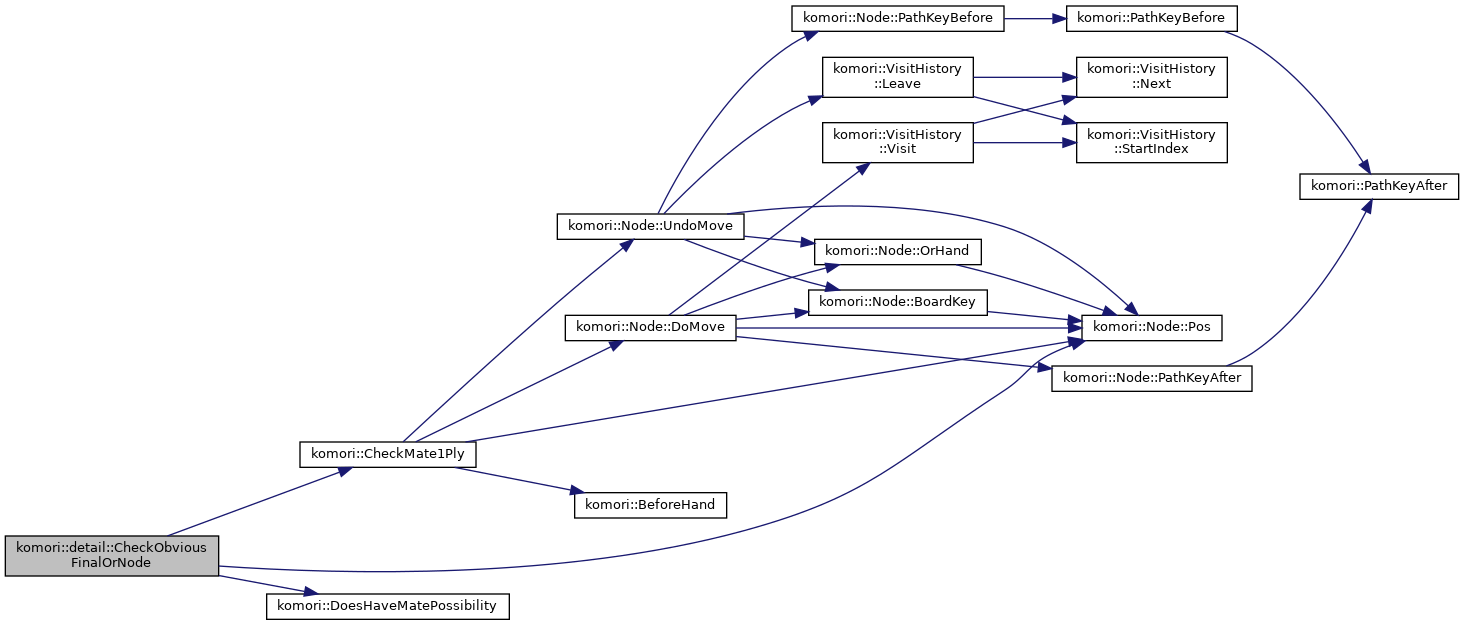 komori::Node::PathKeyBefore
komori::PathKeyBefore
komori::VisitHistory
::Leave
komori::VisitHistory
::Next
komori::VisitHistory
::Visit
komori::VisitHistory
::StartIndex
komori::PathKeyAfter
komori::Node::UndoMove
komori::Node::OrHand
komori::Node::BoardKey
komori::Node::DoMove
komori::Node::Pos
komori::Node::PathKeyAfter
komori::CheckMate1Ply
komori::BeforeHand
komori::detail::CheckObvious
FinalOrNode
komori::DoesHaveMatePossibility